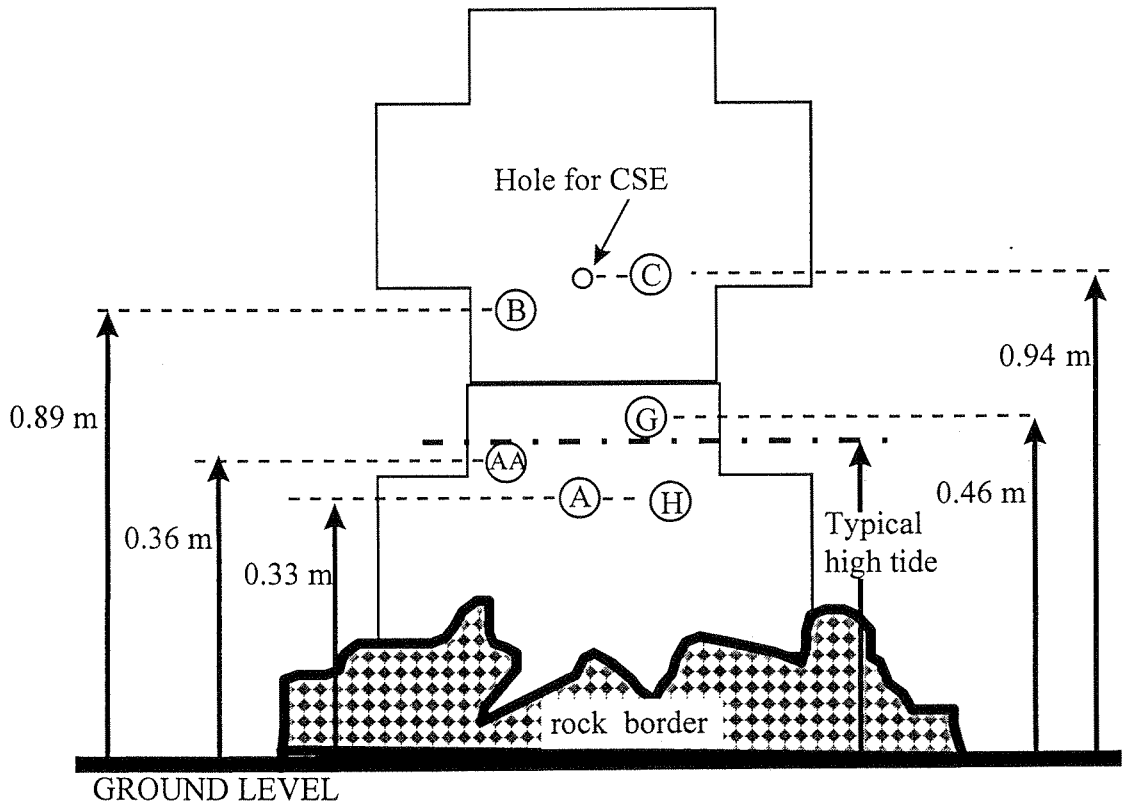 Hole for CSE
C
B
0.94 m
0.89 m
G
AA
A
H
0.46 m
0.36 m
Typical
high tide
0.33 m
rock border
GROUND LEVEL